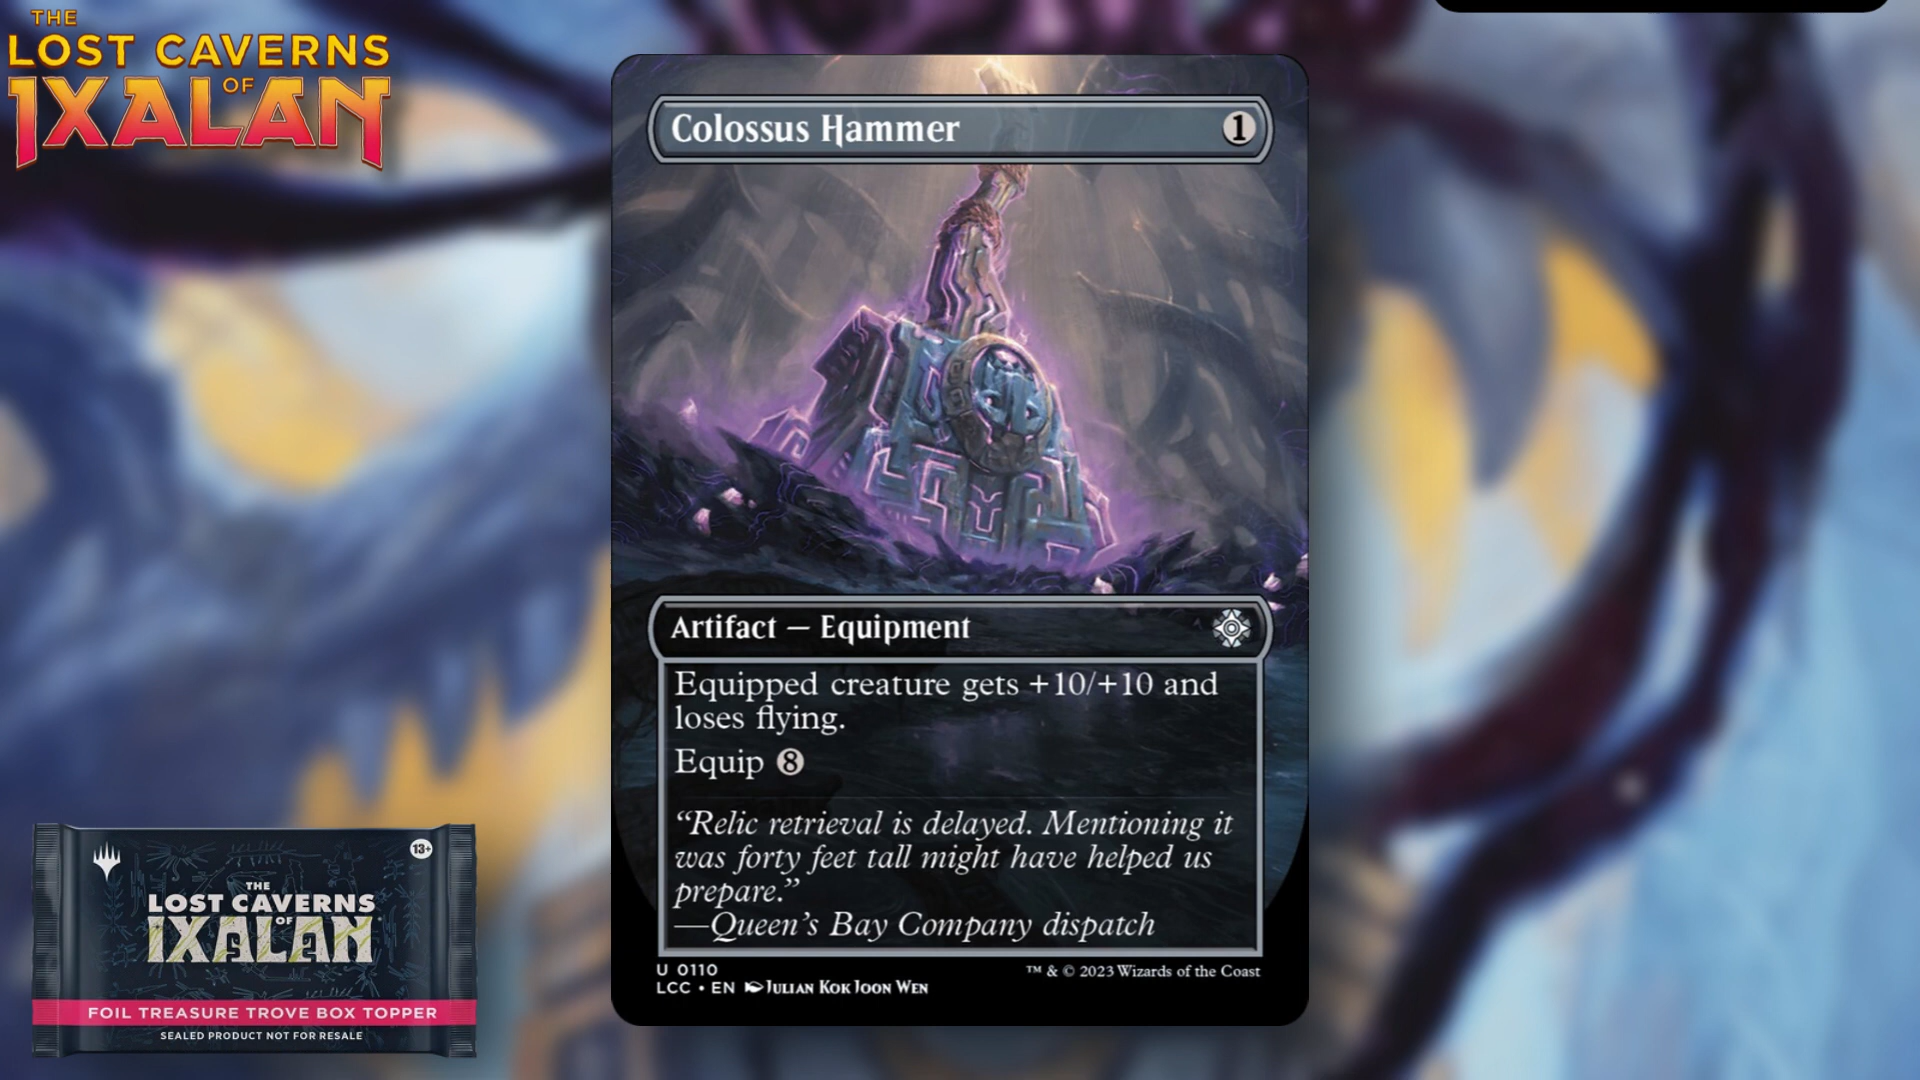 THE
LOST CAVERNS
OF
IXALAN
Colossus Hammer
1
Artifact — Equipment
Equipped creature gets +10/+10 and
loses flying.
Equip 8
“Relic retrieval is delayed. Mentioning it
was forty feet tall might have helped us
prepare.”
—Queen’s Bay Company dispatch
U 0110
LCC • EN Julian Kok Joon Wen
™ & © 2023 Wizards of the Coast
13+
THE
LOST CAVERNS
OF
IXALAN
FOIL TREASURE TROVE BOX TOPPER
SEALED PRODUCT NOT FOR RESALE